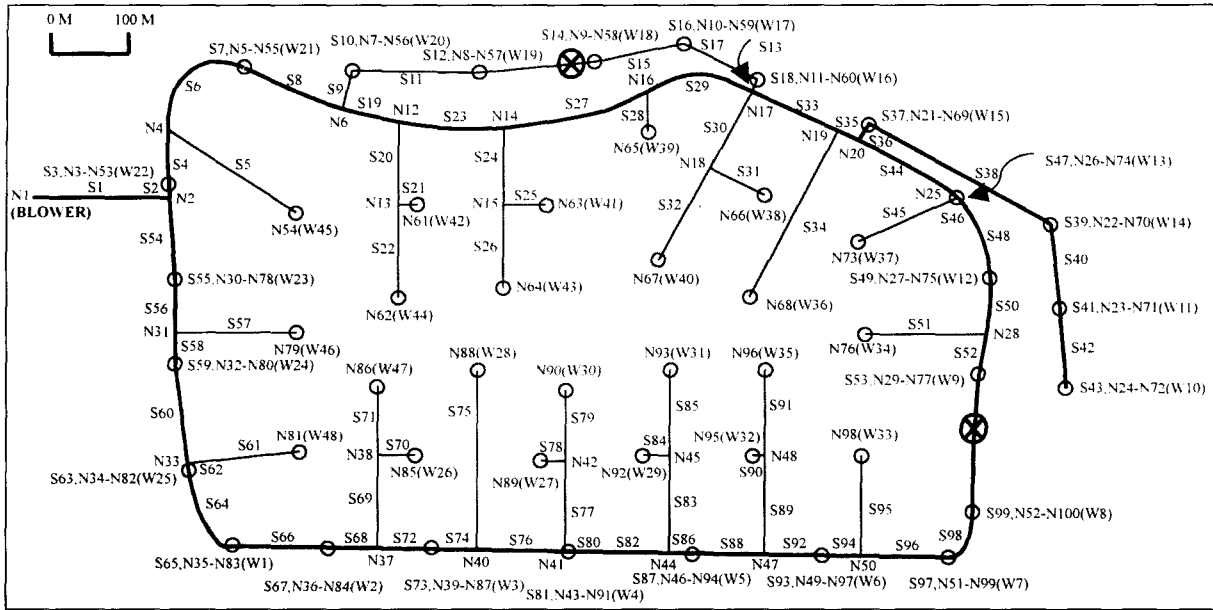 0 M 100 M
S16, N10-N59(W17)
S10, N7-N56(W20)
S14, N9-N58(W18)
S17
S13
S7, N5-N55(W21)
S12, N8-N57(W19)
S15
S18, N11-N60(W16)
S6
S8
S9
S11
N16
S29
N17
S33
S19
N12
S27
S28
S30
N19
S35
S37, N21-N69(W15)
N6
S23
N14
N65(W39)
N20
S36
N4
S4
S5
S20
S24
N18
S31
S44
S38
S47, N26-N74(W13)
S3, N3-N53(W22)
S1
S2
N1
N2
(BLOWER)
S21
N13
N61(W42)
S25
N15
N63(W41)
N66(W38)
N25
S46
S45
N54(W45)
S32
S34
S39, N22-N70(W14)
S54
S22
S26
N73(W37)
S48
S40
N67(W40)
S55, N30-N78(W23)
N64(W43)
S49, N27-N75(W12)
N62(W44)
N68(W36)
S56
S50
S41, N23-N71(W11)
N31
S57
S51
N28
S58
N79(W46)
N76(W34)
S42
S52
S59, N32-N80(W24)
N86(W47)
N88(W28)
N90(W30)
N93(W31)
N96(W35)
S53, N29-N77(W9)
S43, N24-N72(W10)
S60
S71
S75
S79
S85
S91
N81(W48)
S61
S70
S78
S84
N95(W32)
N98(W33)
N33
S62
N38
N85(W26)
N42
N45
N48
N92(W29)
S90
N89(W27)
S63, N34-N82(W25)
S64
S69
S77
S83
S89
S95
S99, N52-N100(W8)
S66
S68
S72
S74
S76
S80
S82
S86
S88
S92
S94
S96
S98
S65, N35-N83(W1)
N37
N40
N41
N44
N47
N50
S67, N36-N84(W2)
S73, N39-N87(W3)
S87, N46-N94(W5)
S93, N49-N97(W6)
S97, N51-N99(W7)
S81, N43-N91(W4)